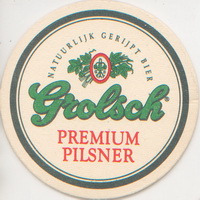 NATUURLIJK GERIJPT BIER
Grolsch
PREMIUM
PILSNER